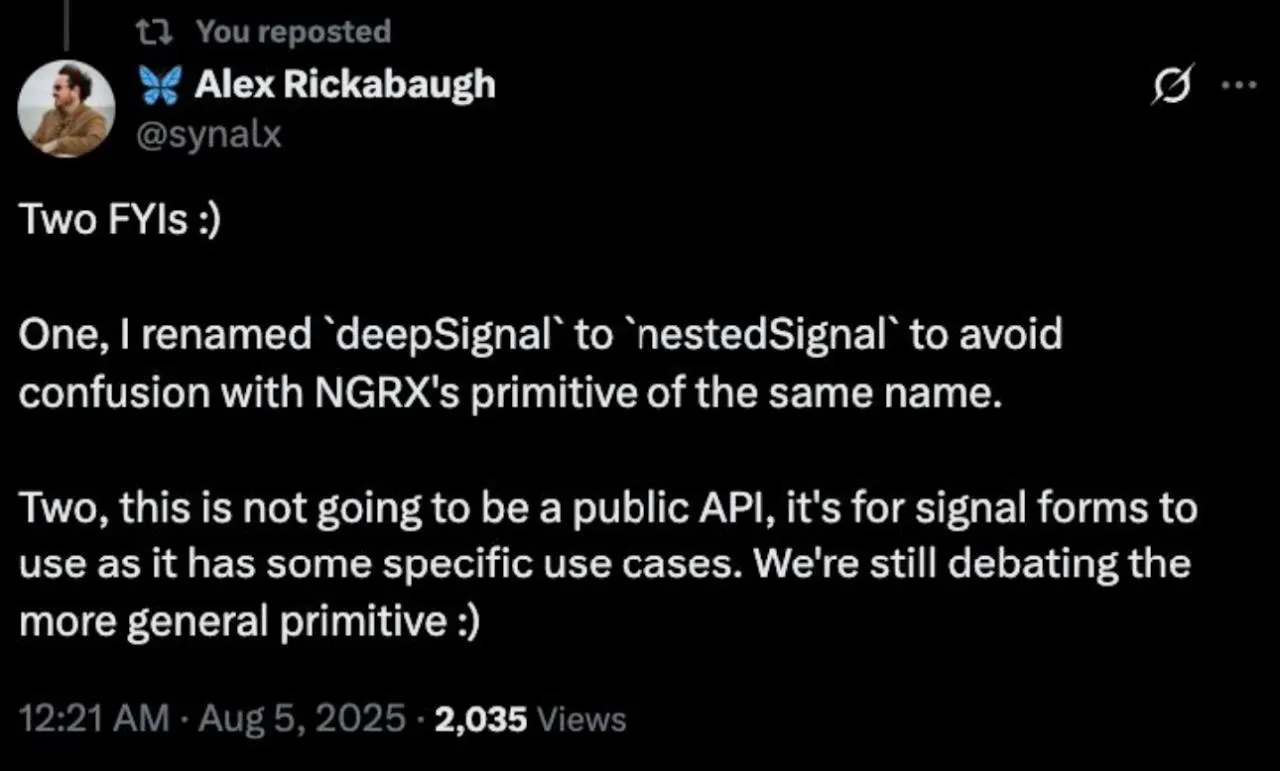 You reposted
🦋 Alex Rickabaugh
@synalx
Two FYIs :)
One, I renamed `deepSignal` to `nestedSignal` to avoid
confusion with NGRX's primitive of the same name.
Two, this is not going to be a public API, it's for signal forms to
use as it has some specific use cases. We're still debating the
more general primitive :)
12:21 AM · Aug 5, 2025 · 2,035 Views